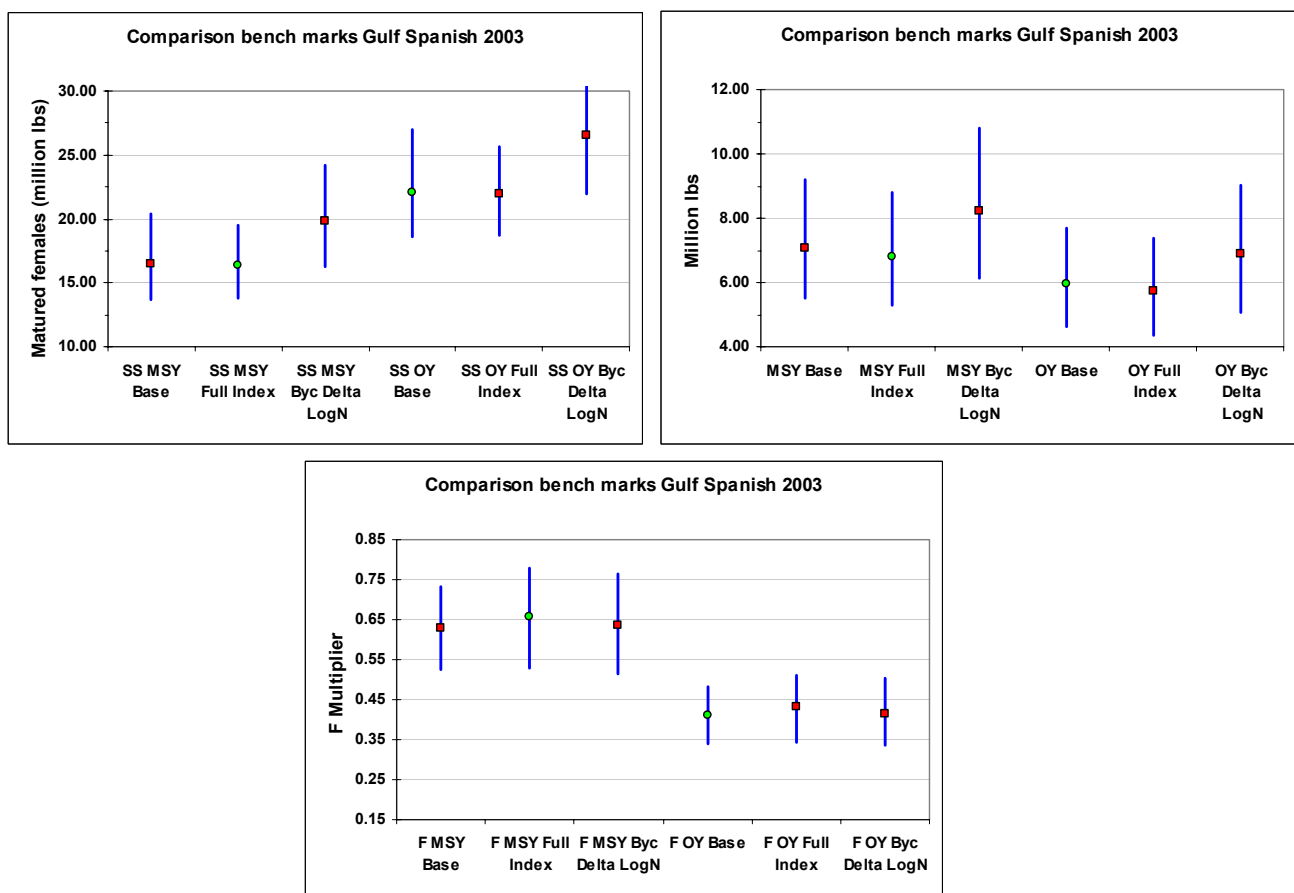 Comparison bench marks Gulf Spanish 2003
Matured females (million lbs)
30.00
25.00
20.00
15.00
10.00
SS MSY Base
SS MSY Full Index
SS MSY Byc Delta LogN
SS OY Base
SS OY Full Index
SS OY Byc Delta LogN
Comparison bench marks Gulf Spanish 2003
Million lbs
12.00
10.00
8.00
6.00
4.00
MSY Base
MSY Full Index
MSY Byc Delta LogN
OY Base
OY Full Index
OY Byc Delta LogN
Comparison bench marks Gulf Spanish 2003
F Multiplier
0.85
0.75
0.65
0.55
0.45
0.35
0.25
0.15
F MSY Base
F MSY Full Index
F MSY Byc Delta LogN
F OY Base
F OY Full Index
F OY Byc Delta LogN